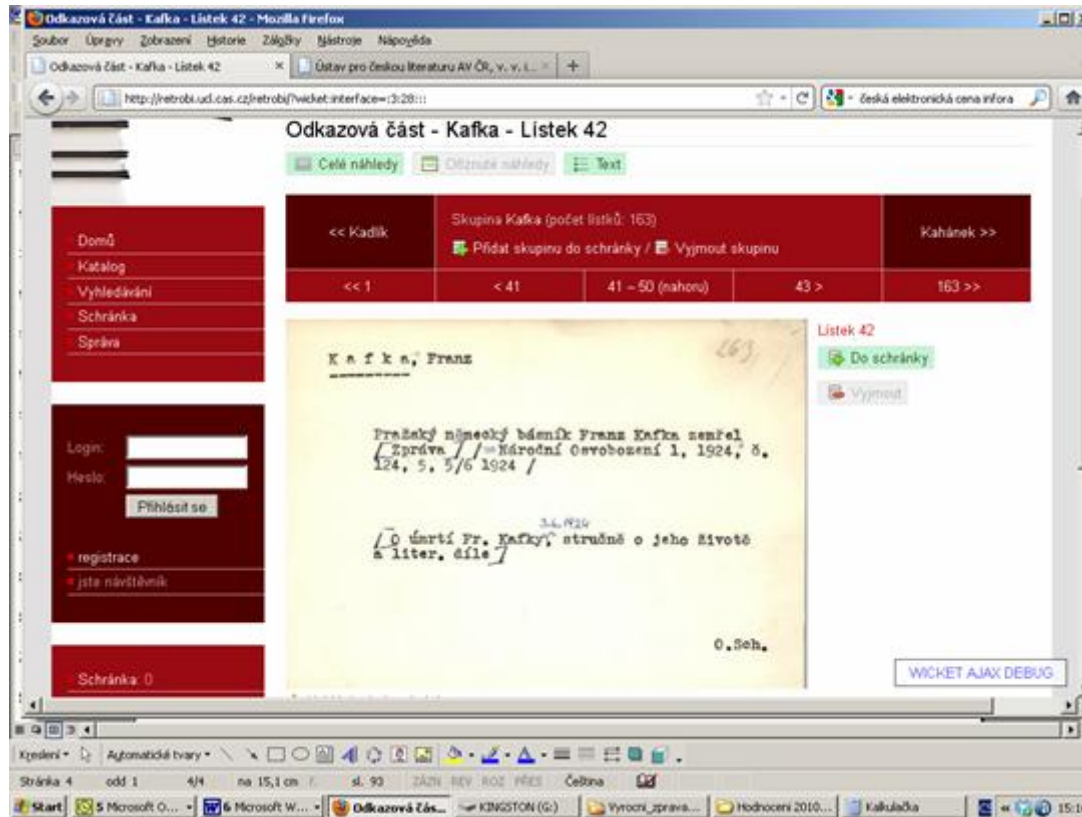 Odkazová část - Kafka - Lístek 42 - Mozilla Firefox
Soubor Úpravy Zobrazení Historie Záložky Nástroje Nápověda
Odkazová část - Kafka - Lístek 42
Ústav pro českou literaturu AV ČR, v. v. i...
http://retrobi.ucl.cas.cz/retrobi/?wicket:interface=:3:28:::
česká elektronická cena infora
Odkazová část - Kafka - Lístek 42
Celé náhledy
Oříznuté náhledy
Text
<< Kadlík
Skupina Kafka (počet lístků: 163)
Přidat skupinu do schránky / Vyjmout skupinu
Kahánek >>
<< 1
< 41
41 – 50 (nahoru)
43 >
163 >>
Domů
Katalog
Vyhledávání
Schránka
Správa
Login:
Heslo:
Přihlásit se
registrace
jste návštěvník
Schránka: 0
263
Kafka, Franz
Pražský německý básník Franz Kafka zemřel
/ Zpráva / /= Národní Osvobození 1, 1924, č.
124, 5, 5/6 1924 /
3.6.1924
/ O úmrtí Fr. Kafky, stručně o jeho životě
a liter. díle /
O.Sch.
Lístek 42
Do schránky
Vyjmout
WICKET AJAX DEBUG
Kreslení
Automatické tvary
Stránka 4 odd 1 4/4 na 15,1 cm ř. sl. 93 ZÁZN REV ROZ PŘES Čeština
Start
5 Microsoft O...
6 Microsoft W...
Odkazová čás...
KINGSTON (G:)
Vyrocni_zprava...
Hodnoceni 2010...
Kalkulačka